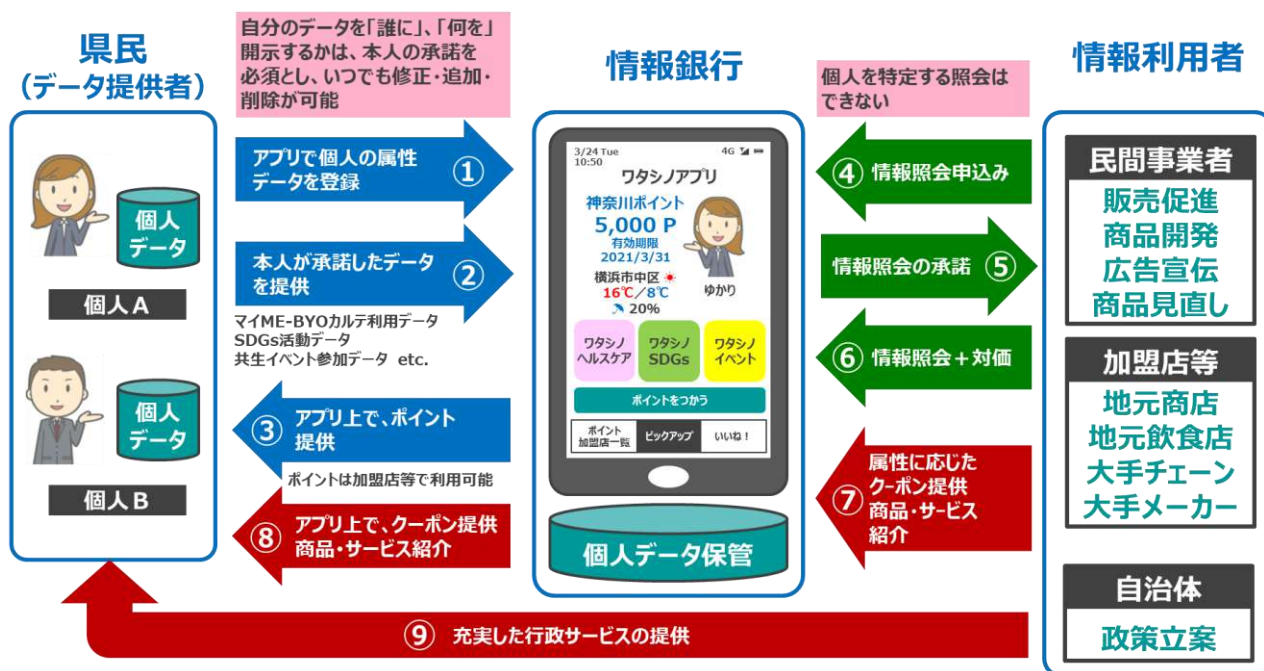 県民
(データ提供者)
個人
データ
個人A
個人
データ
個人B
自分のデータを「誰に」、「何を」
開示するかは、本人の承諾を
必須とし、いつでも修正・追加・
削除が可能
アプリで個人の属性
データを登録
①
本人が承諾したデータ
を提供
②
マイME-BYOカルテ利用データ
SDGs活動データ
共生イベント参加データ etc.
③
アプリ上で、ポイント
提供
ポイントは加盟店等で利用可能
⑧
アプリ上で、クーポン提供
商品・サービス紹介
情報銀行
3/24 Tue
10:50
4G
ワタシノアプリ
神奈川ポイント
5,000 P
有効期限
2021/3/31
横浜市中区
16℃/8℃
20%
ゆかり
ワタシノ
ヘルスケア
ワタシノ
SDGs
ワタシノ
イベント
ポイントをつかう
ポイント
加盟店一覧
ピックアップ
いいね！
個人データ保管
個人を特定する照会は
できない
④ 情報照会申込み
情報照会の承諾 ⑤
⑥ 情報照会＋対価
⑦
属性に応じた
クーポン提供
商品・サービス
紹介
情報利用者
民間事業者
販売促進
商品開発
広告宣伝
商品見直し
加盟店等
地元商店
地元飲食店
大手チェーン
大手メーカー
自治体
政策立案
⑨ 充実した行政サービスの提供